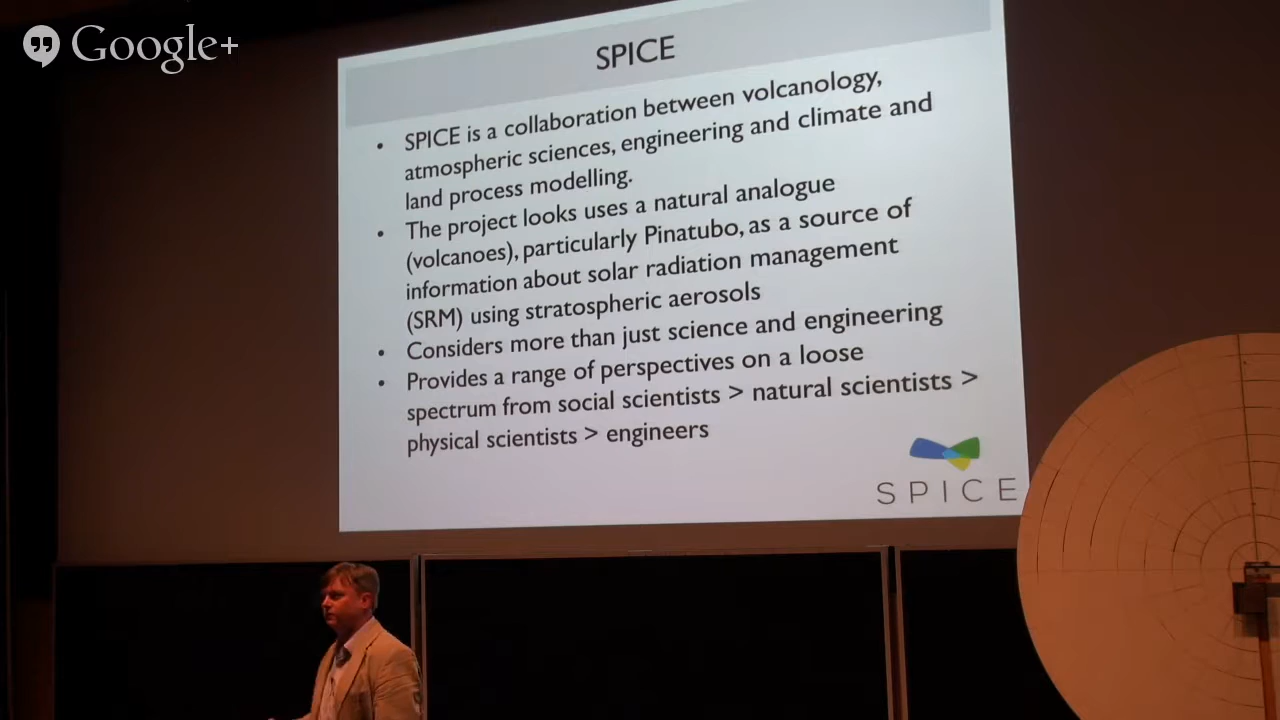 Google+
SPICE
• SPICE is a collaboration between volcanology,
atmospheric sciences, engineering and climate and
land process modelling.
• The project looks uses a natural analogue
(volcanoes), particularly Pinatubo, as a source of
information about solar radiation management
(SRM) using stratospheric aerosols
• Considers more than just science and engineering
• Provides a range of perspectives on a loose
spectrum from social scientists > natural scientists >
physical scientists > engineers
SPICE